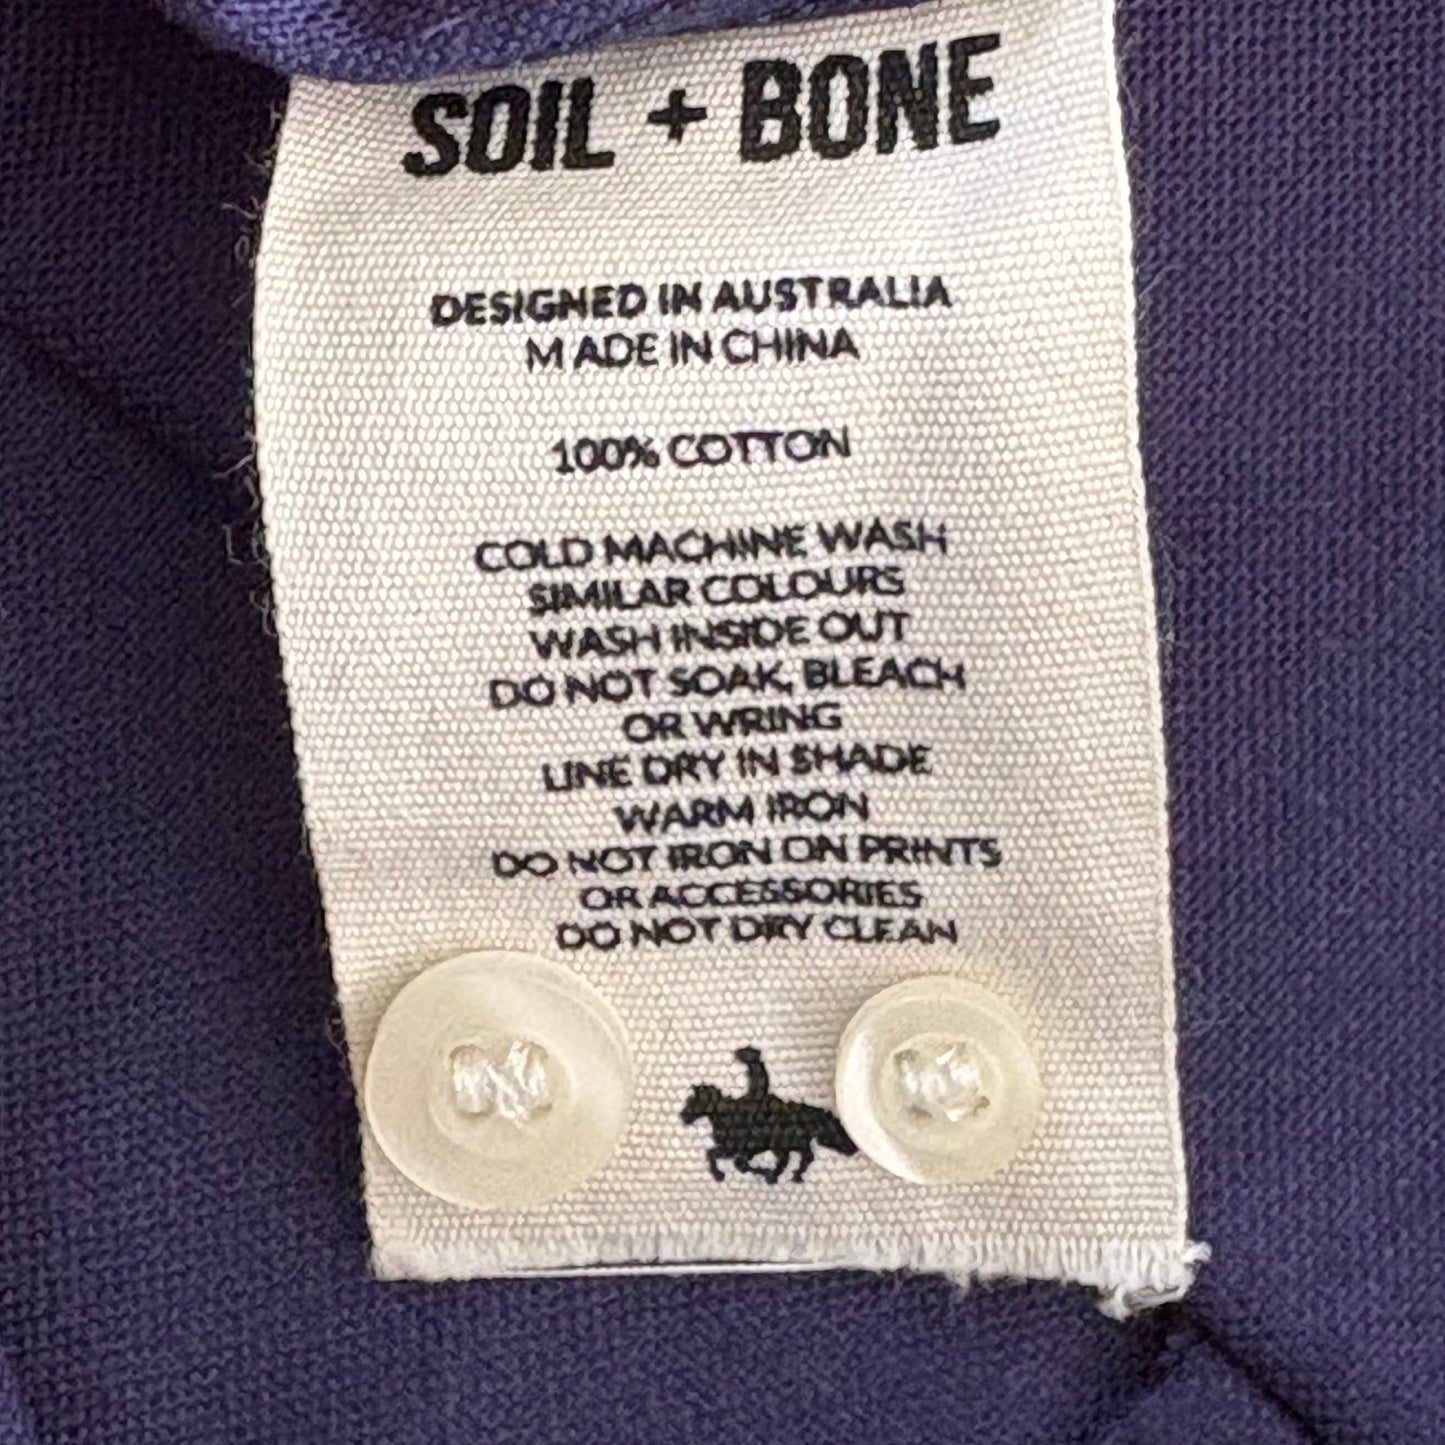 SOIL + BONE
DESIGNED IN AUSTRALIA
MADE IN CHINA
100% COTTON
COLD MACHINE WASH
SIMILAR COLOURS
WASH INSIDE OUT
DO NOT SOAK, BLEACH
OR WRING
LINE DRY IN SHADE
WARM IRON
DO NOT IRON ON PRINTS
OR ACCESSORIES
DO NOT DRY CLEAN